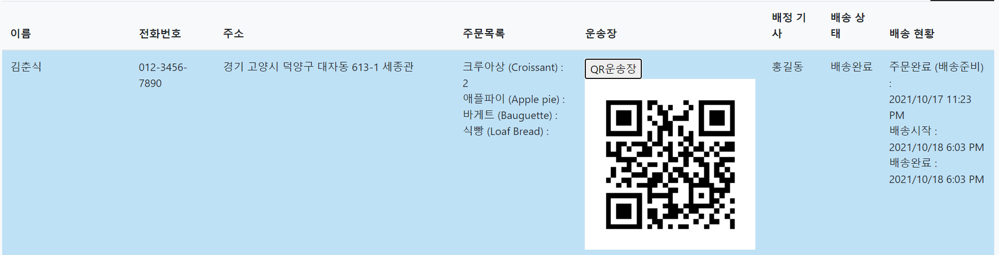 이름
전화번호
주소
주문목록
운송장
배정 기
사
배송 상
태
배송 현황
김춘식
012-3456-
7890
경기 고양시 덕양구 대자동 613-1 세종관
크루아상 (Croissant) :
2
애플파이 (Apple pie) :
바게트 (Bauguette) :
식빵 (Loaf Bread) :
QR운송장
홍길동
배송완료
주문완료 (배송준비)
:
2021/10/17 11:23
PM
배송시작 :
2021/10/18 6:03 PM
배송완료 :
2021/10/18 6:03 PM